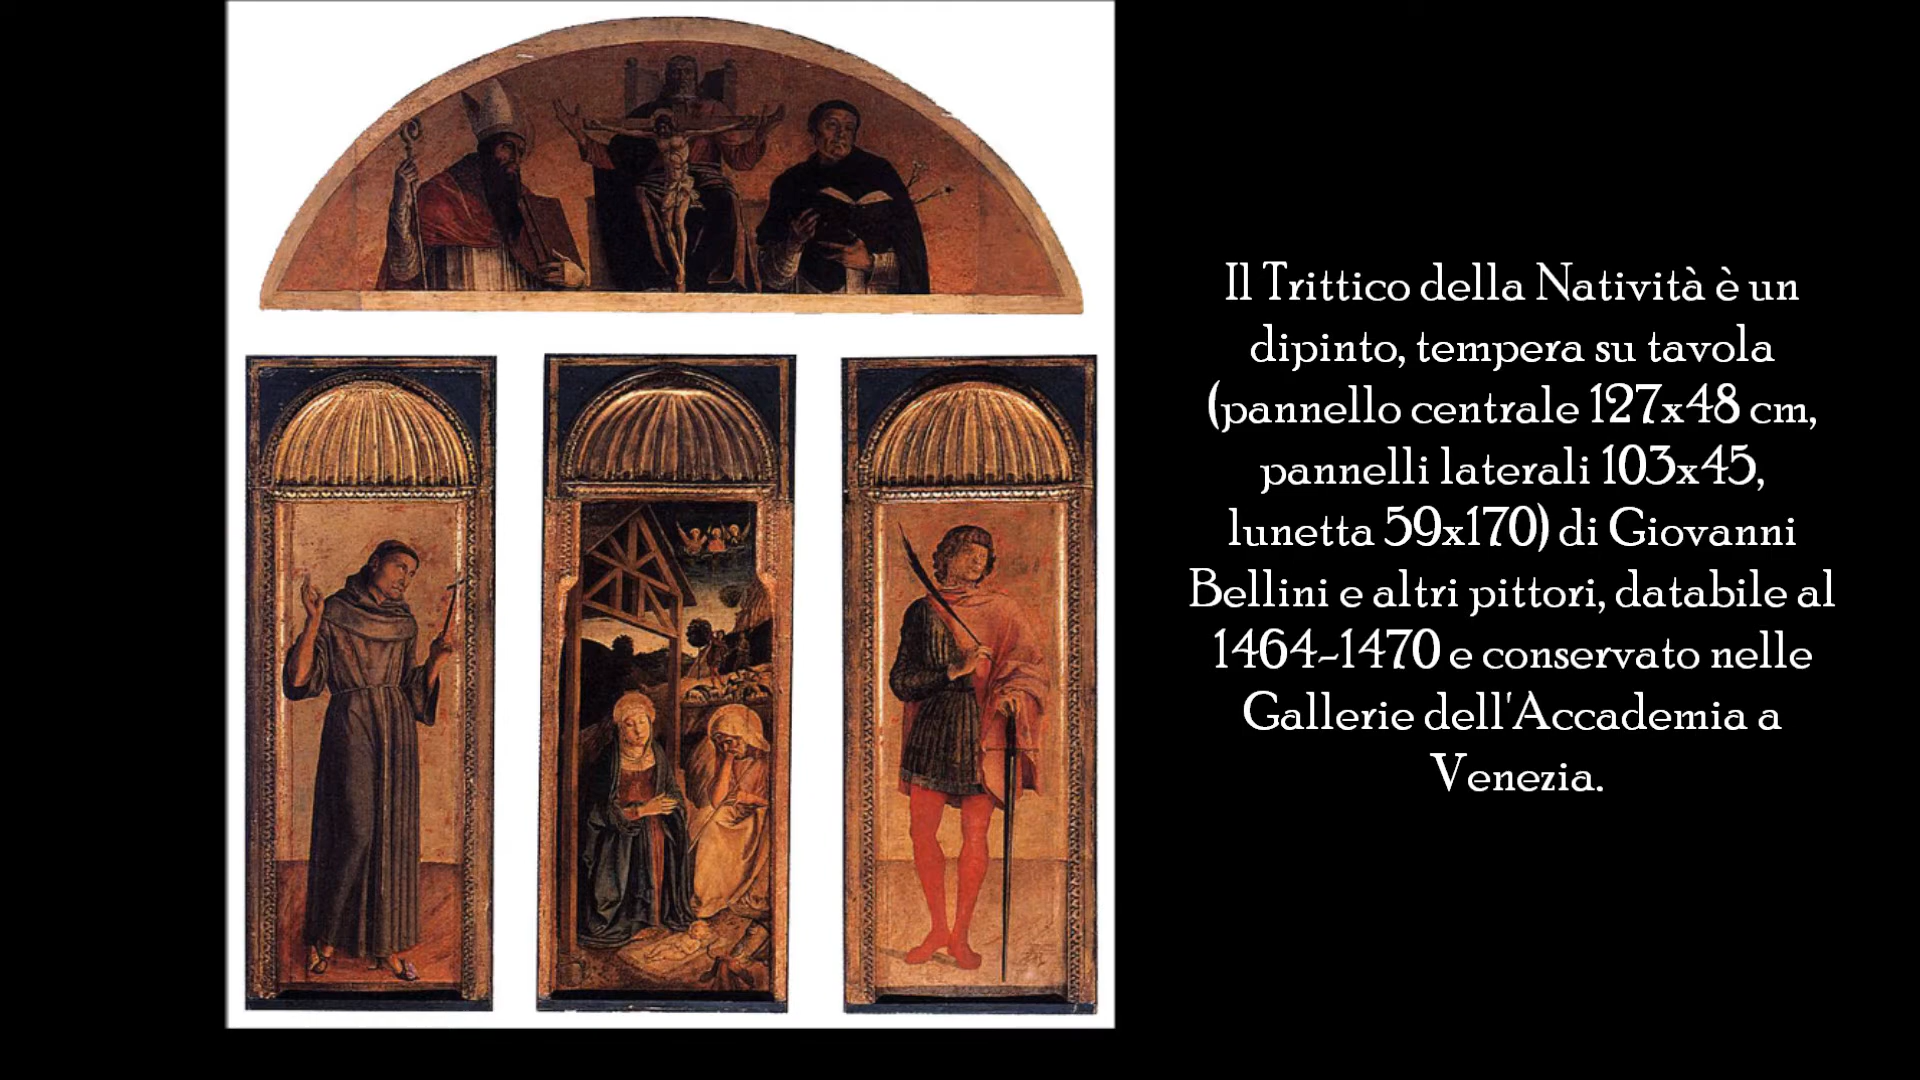 Il Trittico della Natività è un
dipinto, tempera su tavola
(pannello centrale 127x48 cm,
pannelli laterali 103x45,
lunetta 59x170) di Giovanni
Bellini e altri pittori, databile al
1464-1470 e conservato nelle
Gallerie dell'Accademia a
Venezia.